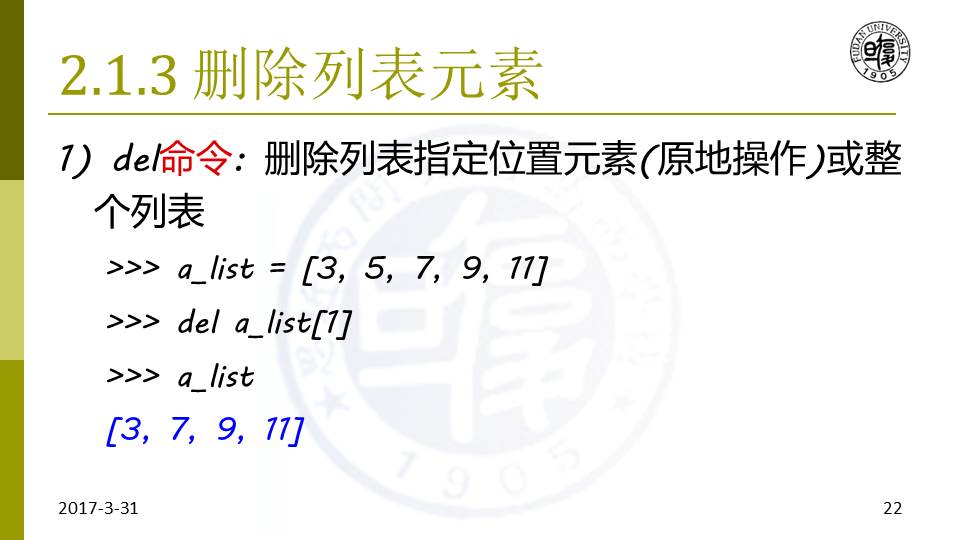 2.1.3 删除列表元素
FUDAN UNIVERSITY
1905
1) del命令: 删除列表指定位置元素(原地操作)或整
个列表
>>> a_list = [3, 5, 7, 9, 11]
>>> del a_list[1]
>>> a_list
[3, 7, 9, 11]
1905
2017-3-31
22